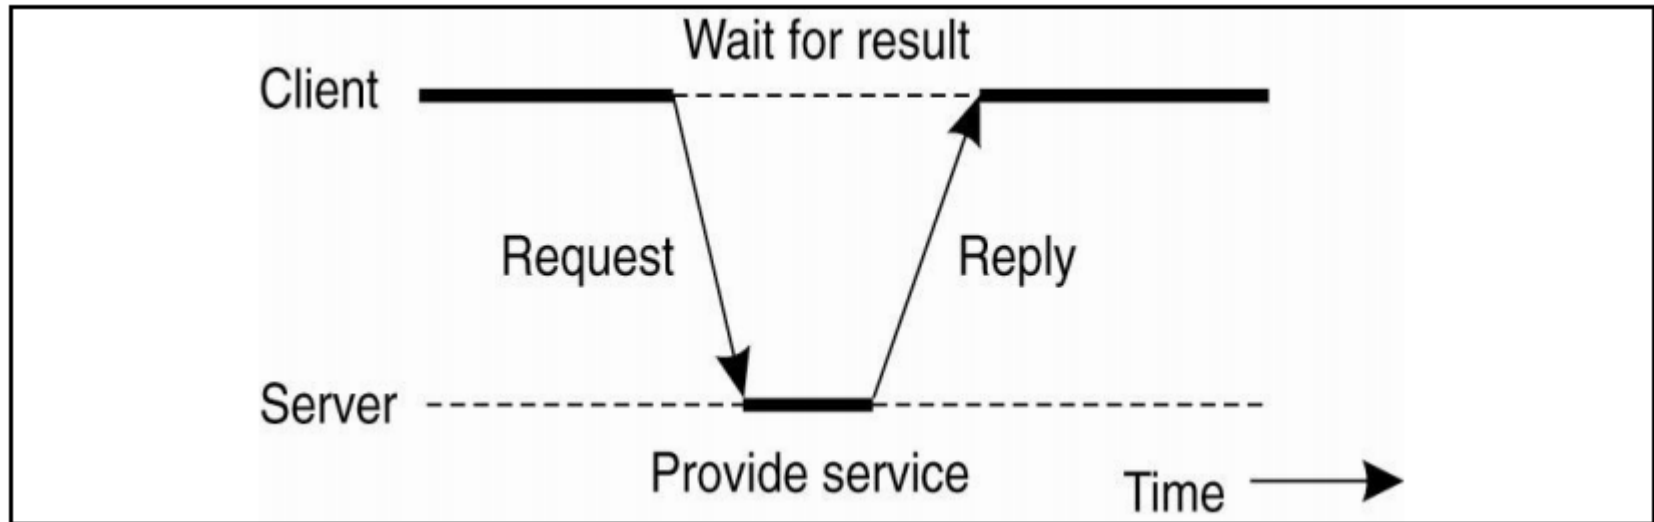 Wait for result
Client
Request
Reply
Server
Provide service
Time